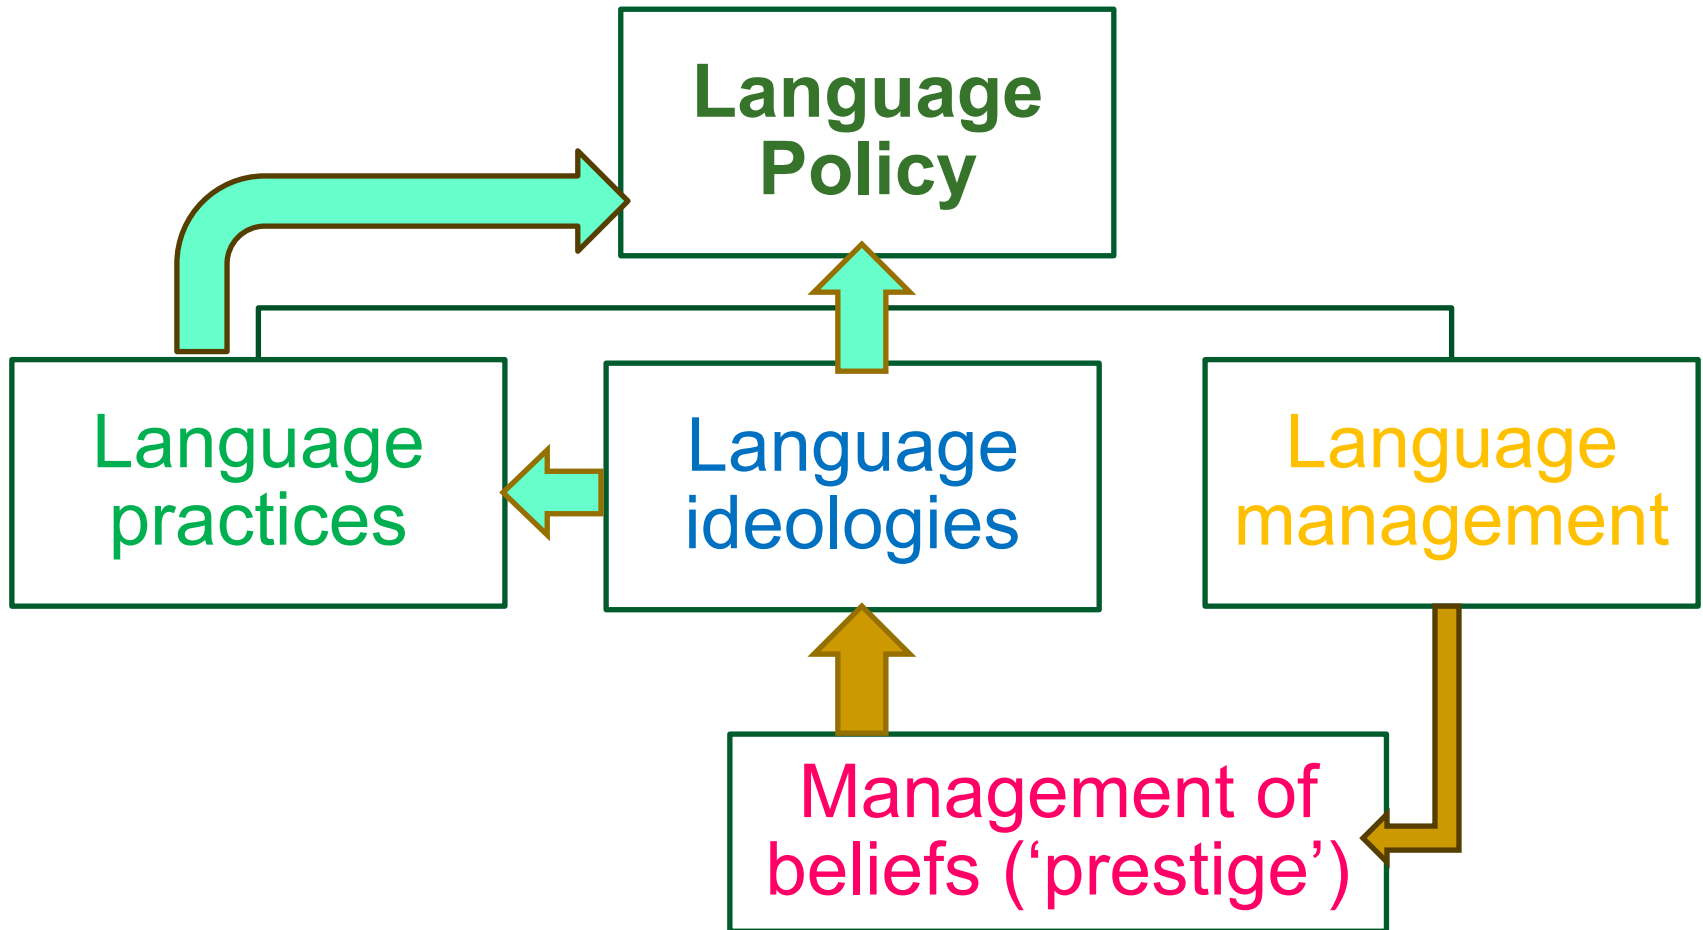 Language
Policy
Language
practices
Language
ideologies
Language
management
Management of
beliefs (‘prestige’)